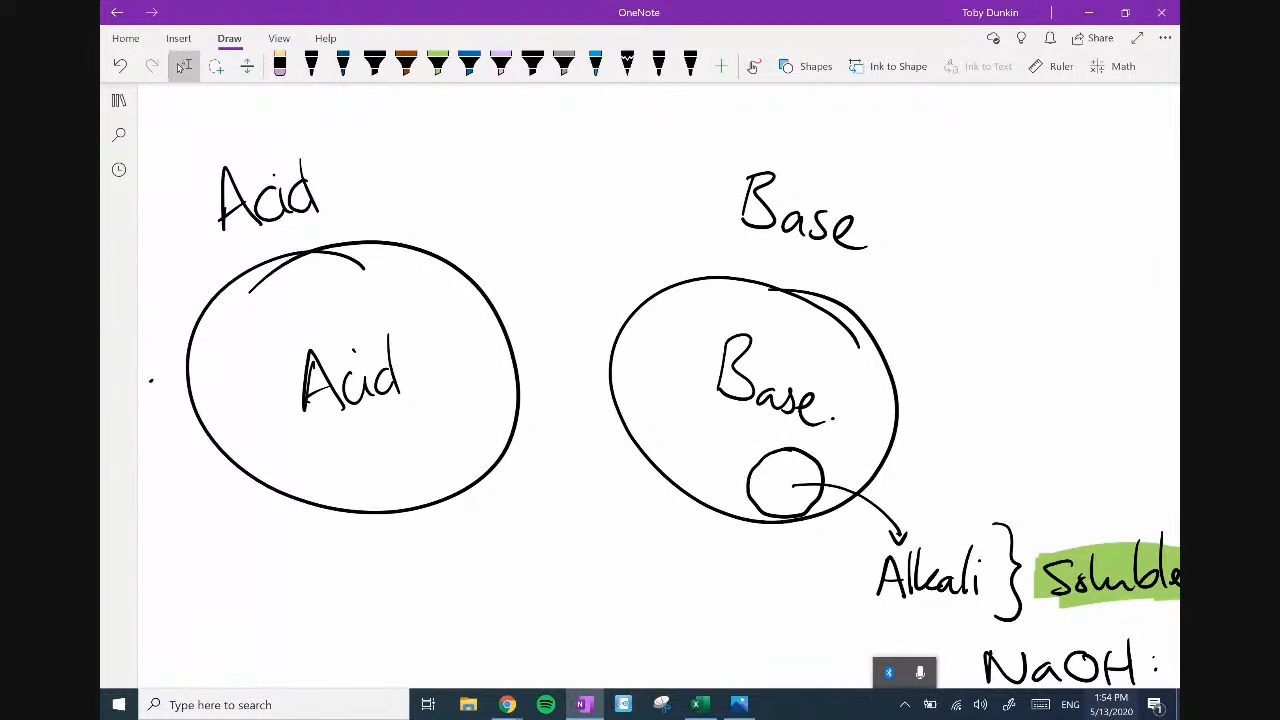 OneNote
Toby Dunkin
Home Insert Draw View Help
Share
Shapes Ink to Shape Ink to Text Ruler Math
Acid
Base
Acid
Base.
Alkali } Soluble
NaOH:
Type here to search
ENG
1:54 PM
5/13/2020